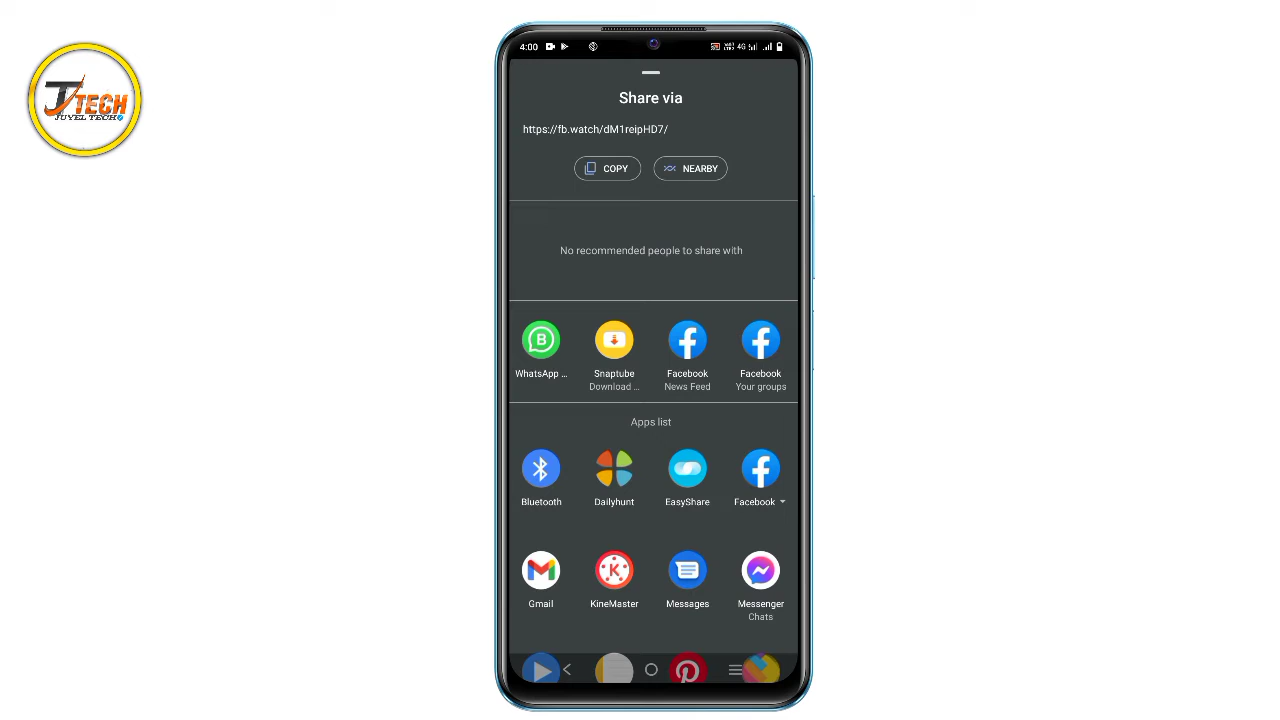 JTECH
JUYEL TECH
4:00
4G
Share via
https://fb.watch/dM1reipHD7/
COPY
NEARBY
No recommended people to share with
WhatsApp ...
Snaptube
Download ...
Facebook
News Feed
Facebook
Your groups
Apps list
Bluetooth
Dailyhunt
EasyShare
Facebook
Gmail
KineMaster
Messages
Messenger
Chats